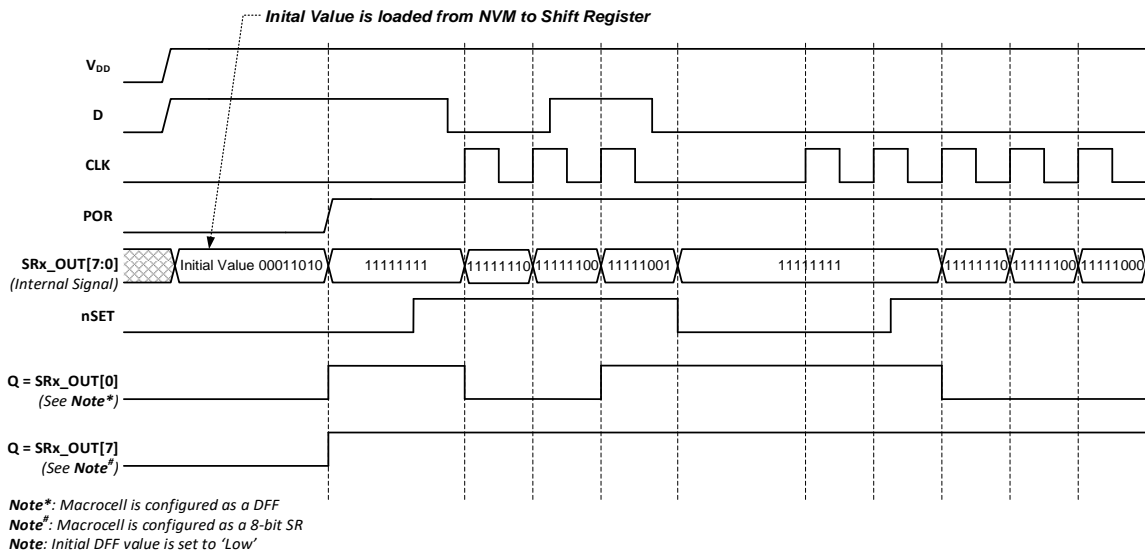 Inital Value is loaded from NVM to Shift Register
VDD
D
CLK
POR
SRx_OUT[7:0]
(Internal Signal)
Initial Value 00011010 11111111 11111110 11111100 11111001 11111111 11111110 11111100 11111000
nSET
Q = SRx_OUT[0]
(See Note*)
Q = SRx_OUT[7]
(See Note#)
Note*: Macrocell is configured as a DFF
Note#: Macrocell is configured as a 8-bit SR
Note: Initial DFF value is set to ‘Low’